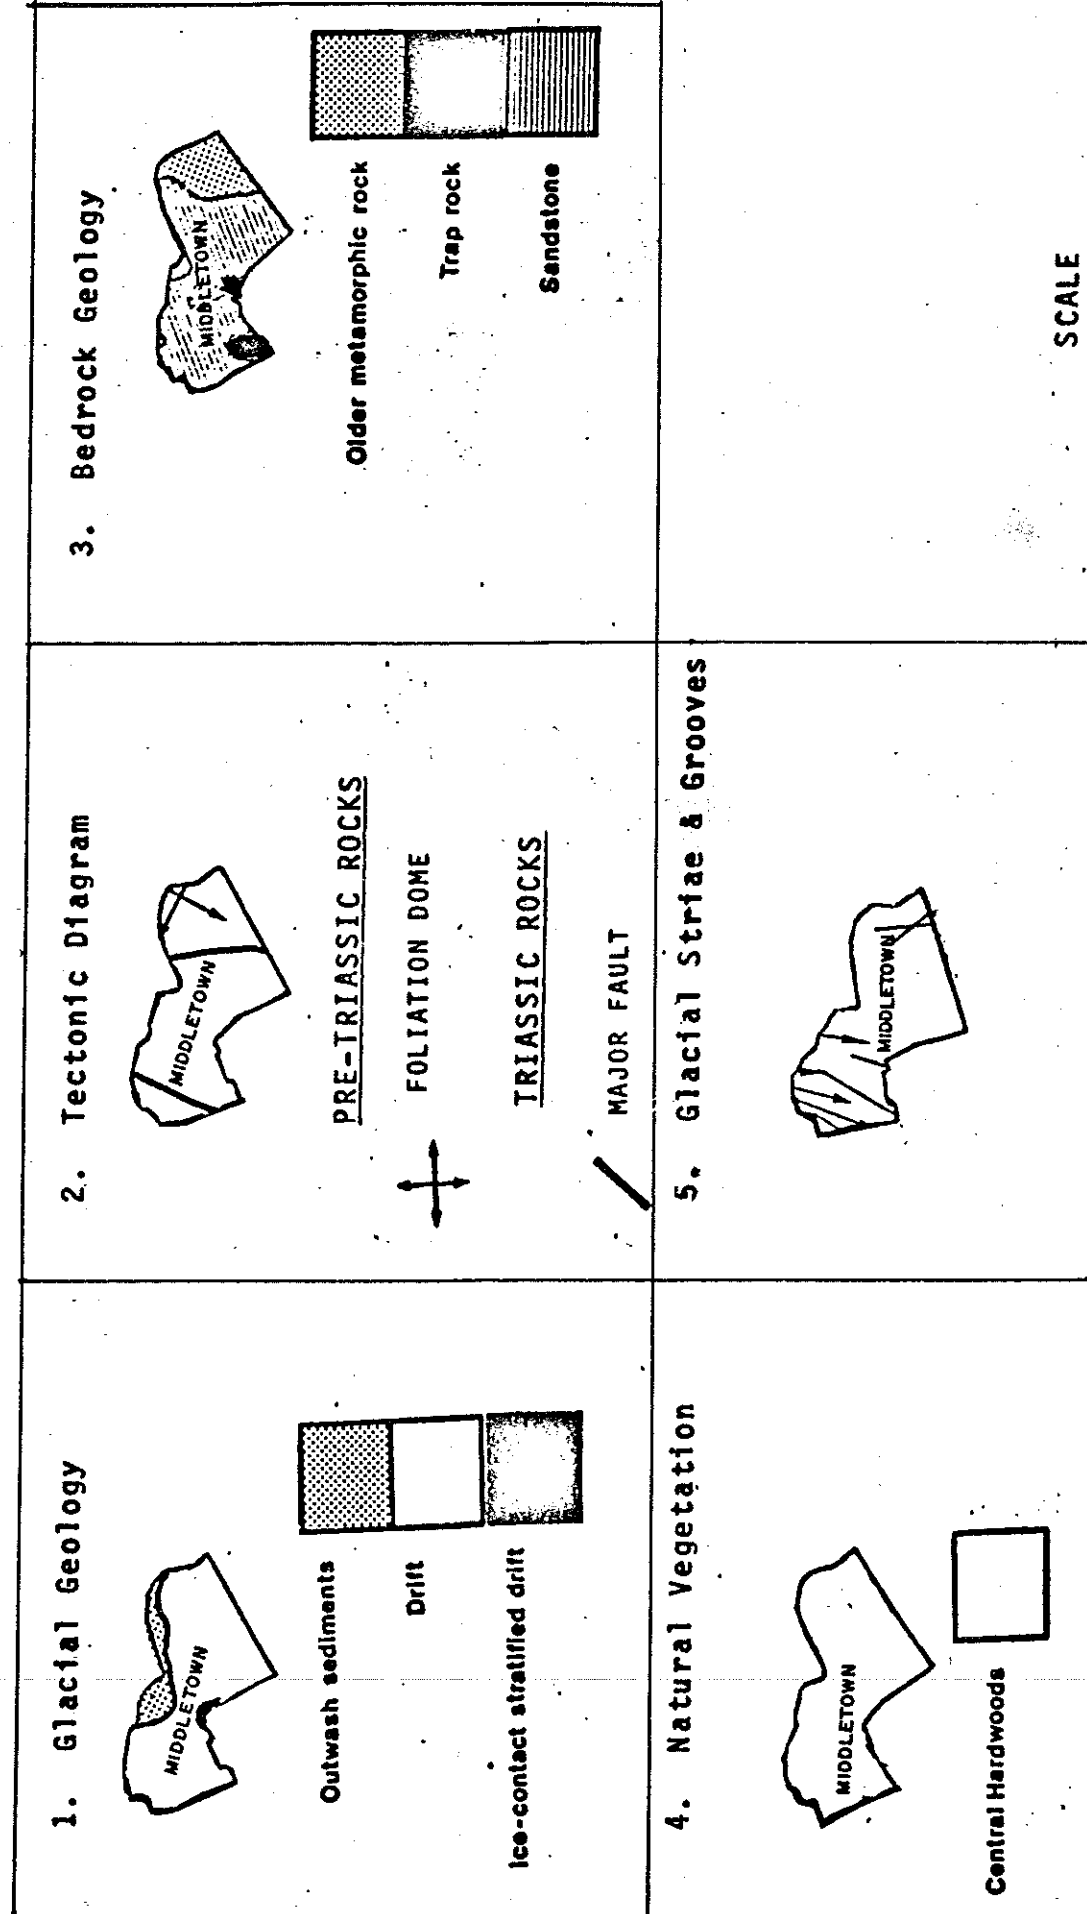 1. Glacial Geology
MIDDLETOWN
Outwash sediments
Drift
Ice-contact stratified drift
2. Tectonic Diagram
MIDDLETOWN
PRE-TRIASSIC ROCKS
FOLIATION DOME
TRIASSIC ROCKS
MAJOR FAULT
3. Bedrock Geology
MIDDLETOWN
Older metamorphic rock
Trap rock
Sandstone
4. Natural Vegetation
MIDDLETOWN
Central Hardwoods
5. Glacial Striae & Grooves
MIDDLETOWN
SCALE